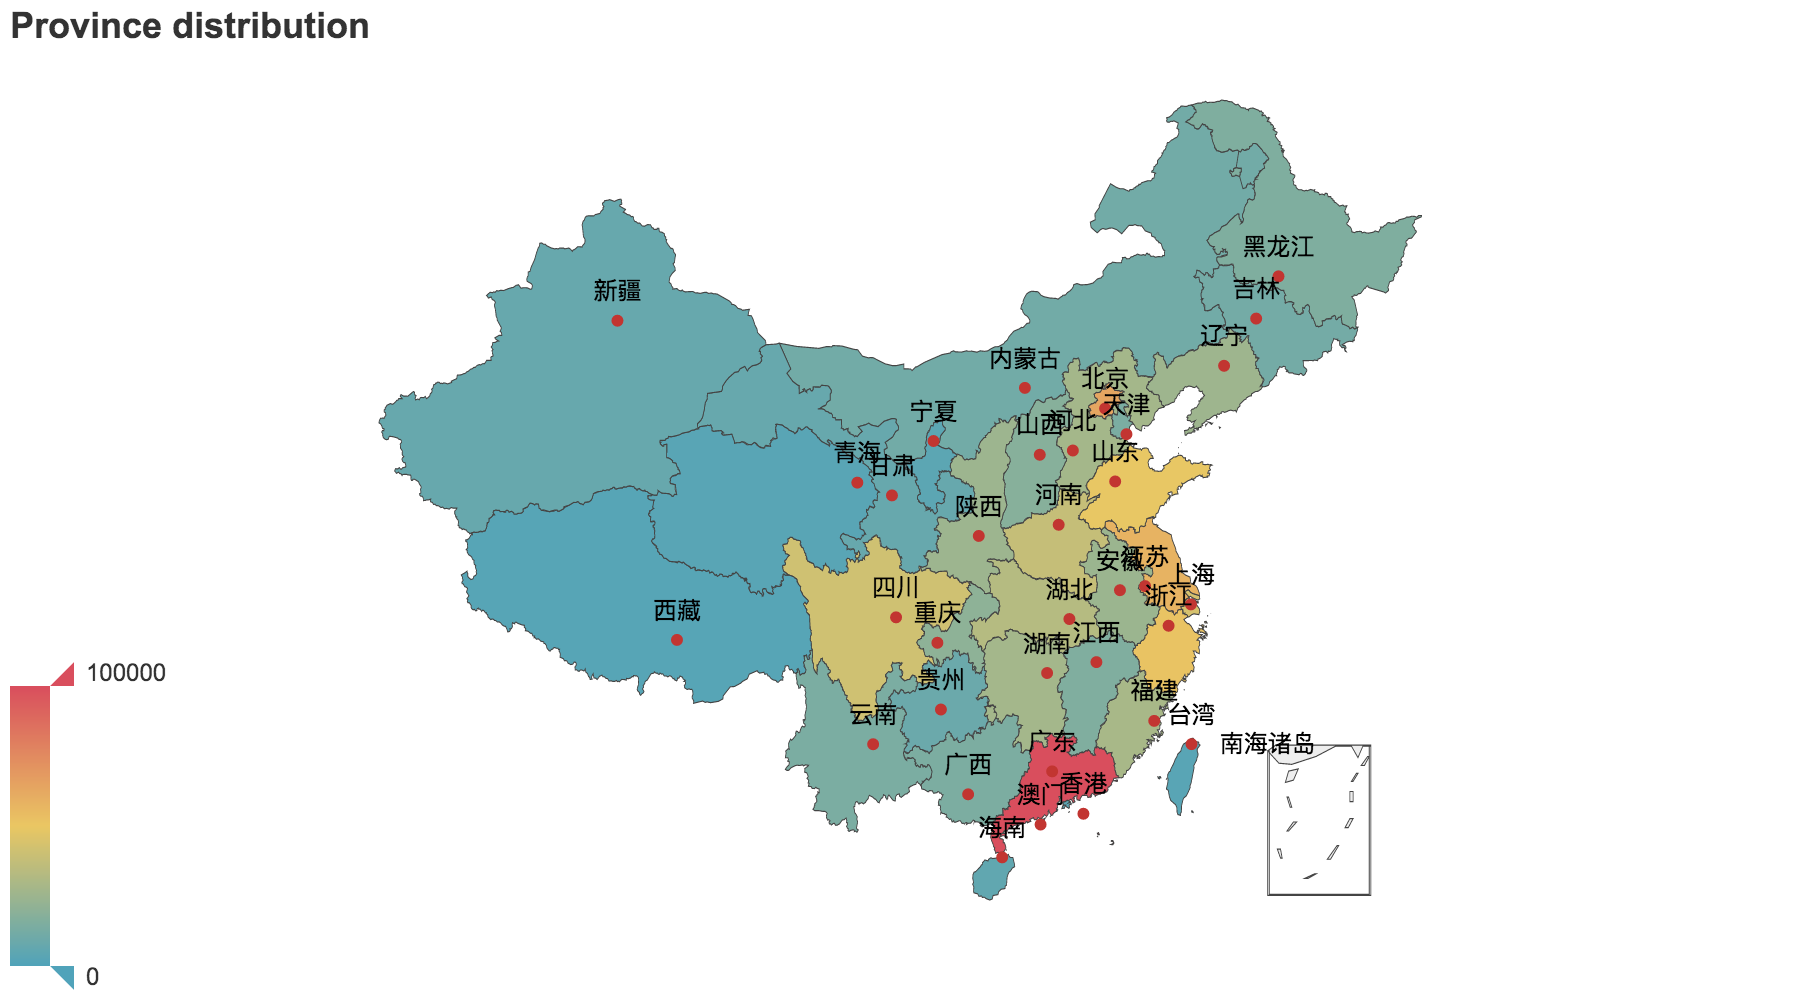 Province distribution
黑龙江
新疆
吉林
辽宁
内蒙古
北京
天津
宁夏
河北
山西
青海
山东
甘肃
河南
陕西
江苏
安徽
上海
四川
湖北
浙江
西藏
重庆
江西
湖南
贵州
100000
福建
云南
台湾
广东
南海诸岛
广西
香港
澳门
海南
0